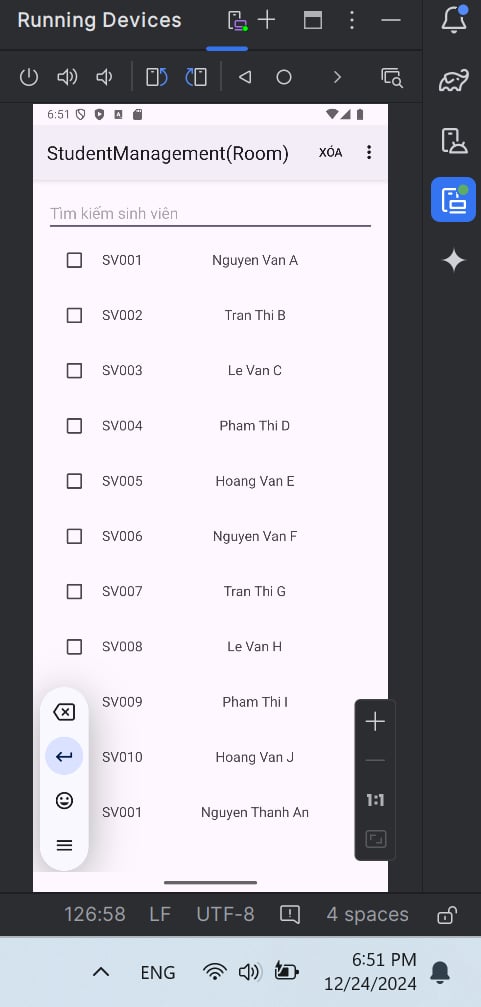 Running Devices
6:51
StudentManagement(Room) XÓA
Tìm kiếm sinh viên
SV001 Nguyen Van A
SV002 Tran Thi B
SV003 Le Van C
SV004 Pham Thi D
SV005 Hoang Van E
SV006 Nguyen Van F
SV007 Tran Thi G
SV008 Le Van H
SV009 Pham Thi I
SV010 Hoang Van J
1:1
SV001 Nguyen Thanh An
126:58 LF UTF-8 4 spaces
ENG 6:51 PM
12/24/2024